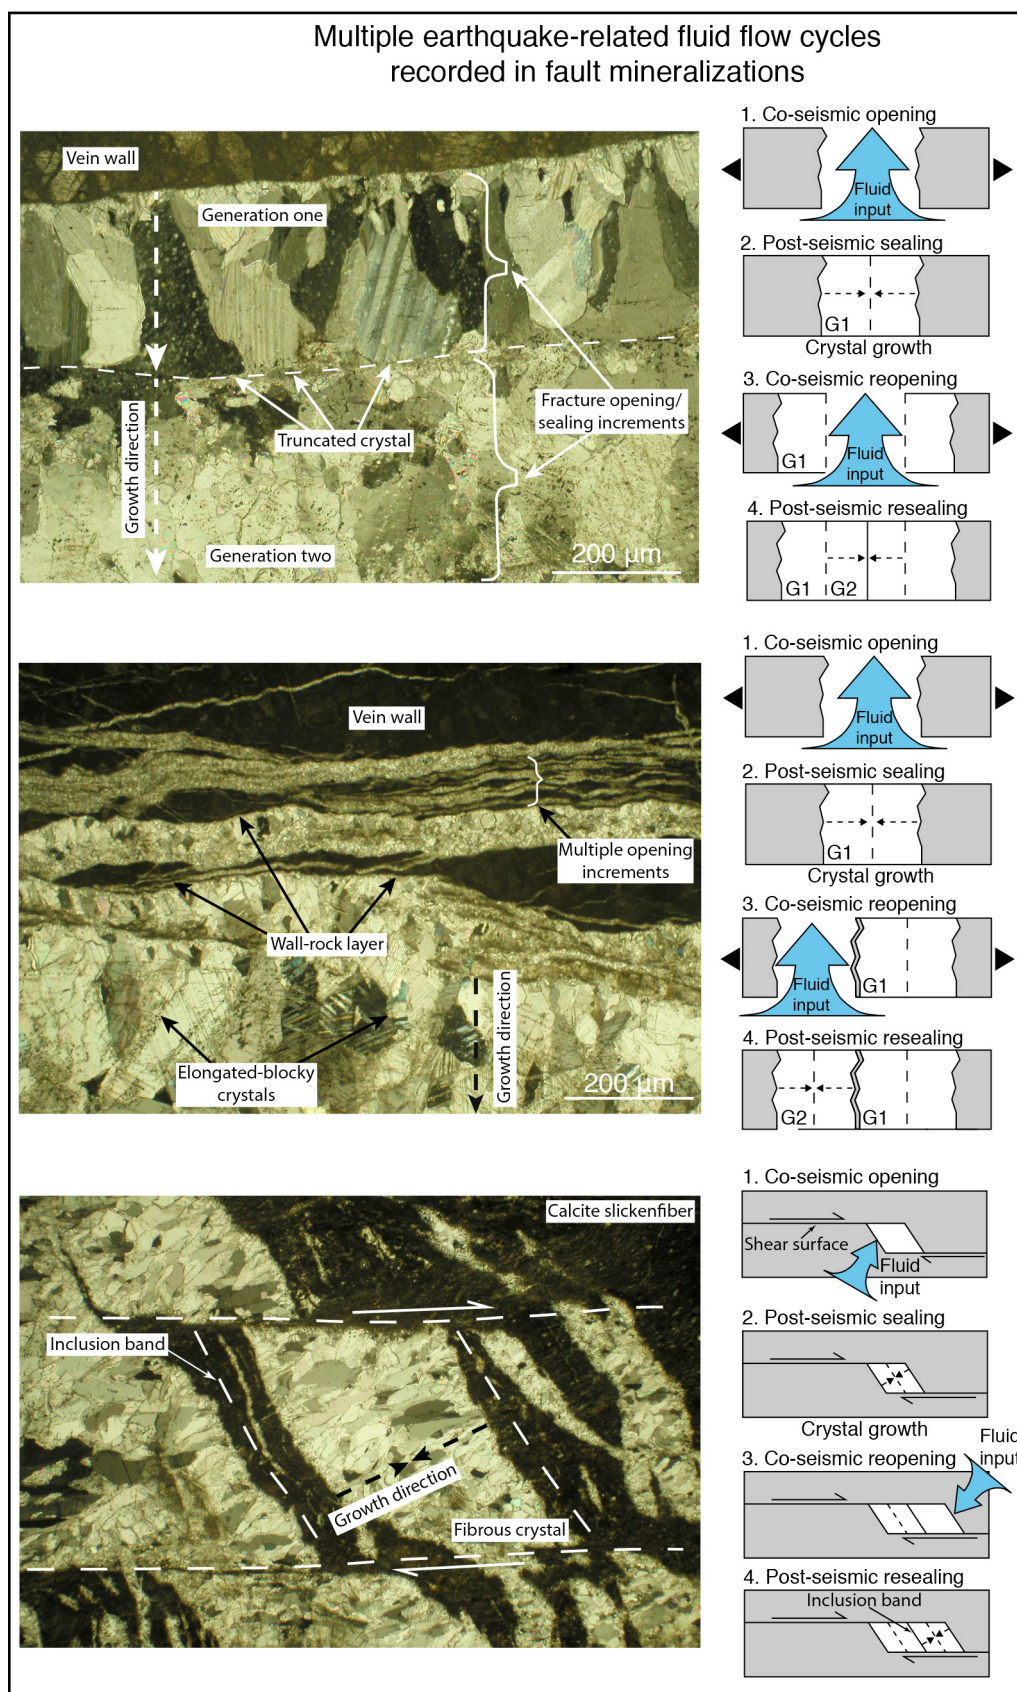 Multiple earthquake-related fluid flow cycles
recorded in fault mineralizations
Vein wall
Generation one
Growth direction
Truncated crystal
Fracture opening/
sealing increments
Generation two
200 µm
1. Co-seismic opening
Fluid
input
2. Post-seismic sealing
G1
Crystal growth
3. Co-seismic reopening
G1
Fluid
input
4. Post-seismic resealing
G1
G2
Vein wall
Multiple opening
increments
Wall-rock layer
Growth direction
Elongated-blocky
crystals
200 µm
1. Co-seismic opening
Fluid
input
2. Post-seismic sealing
G1
Crystal growth
3. Co-seismic reopening
Fluid
input
G1
4. Post-seismic resealing
G2
G1
Calcite slickenfiber
Inclusion band
Growth direction
Fibrous crystal
1. Co-seismic opening
Shear surface
Fluid
input
2. Post-seismic sealing
Crystal growth
Fluid
input
3. Co-seismic reopening
4. Post-seismic resealing
Inclusion band